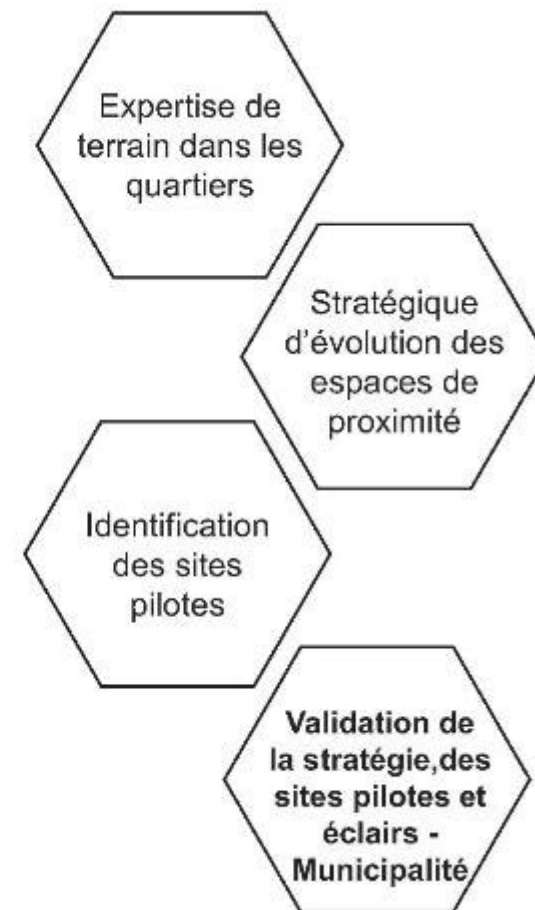 Expertise de
terrain dans les
quartiers
Stratégique
d'évolution des
espaces de
proximité
Identification
des sites
pilotes
Validation de
la stratégie,des
sites pilotes et
éclairs -
Municipalité